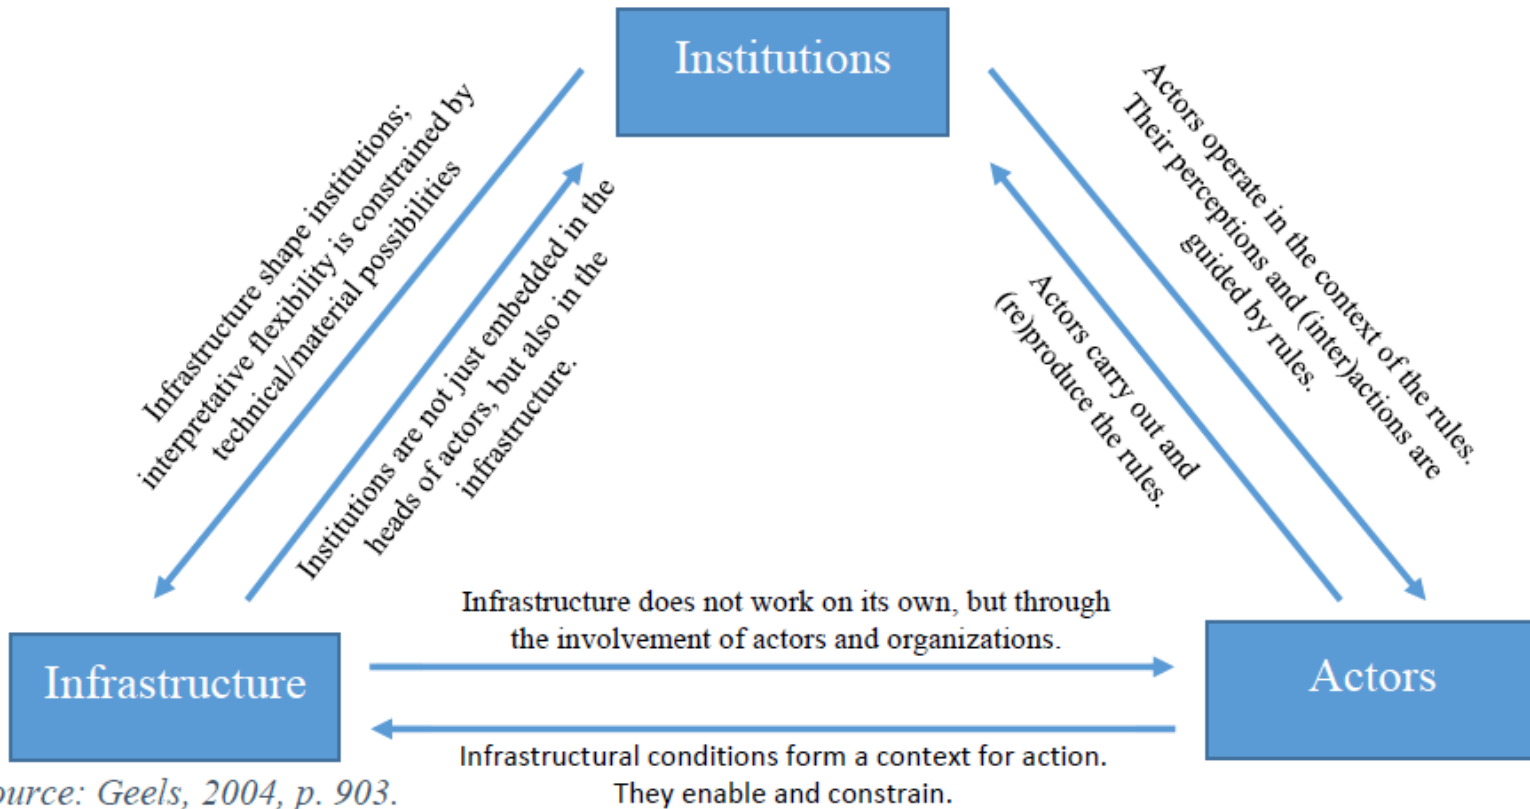 Institutions
Infrastructure shape institutions;
interpretative flexibility is constrained by
technical/material possibilities
Institutions are not just embedded in the
heads of actors, but also in the
infrastructure.
Actors operate in the context of the rules.
Their perceptions and (inter)actions are
guided by rules.
Actors carry out and
(re)produce the rules.
Infrastructure does not work on its own, but through
the involvement of actors and organizations.
Infrastructure
Actors
Infrastructural conditions form a context for action.
They enable and constrain.
ource: Geels, 2004, p. 903.